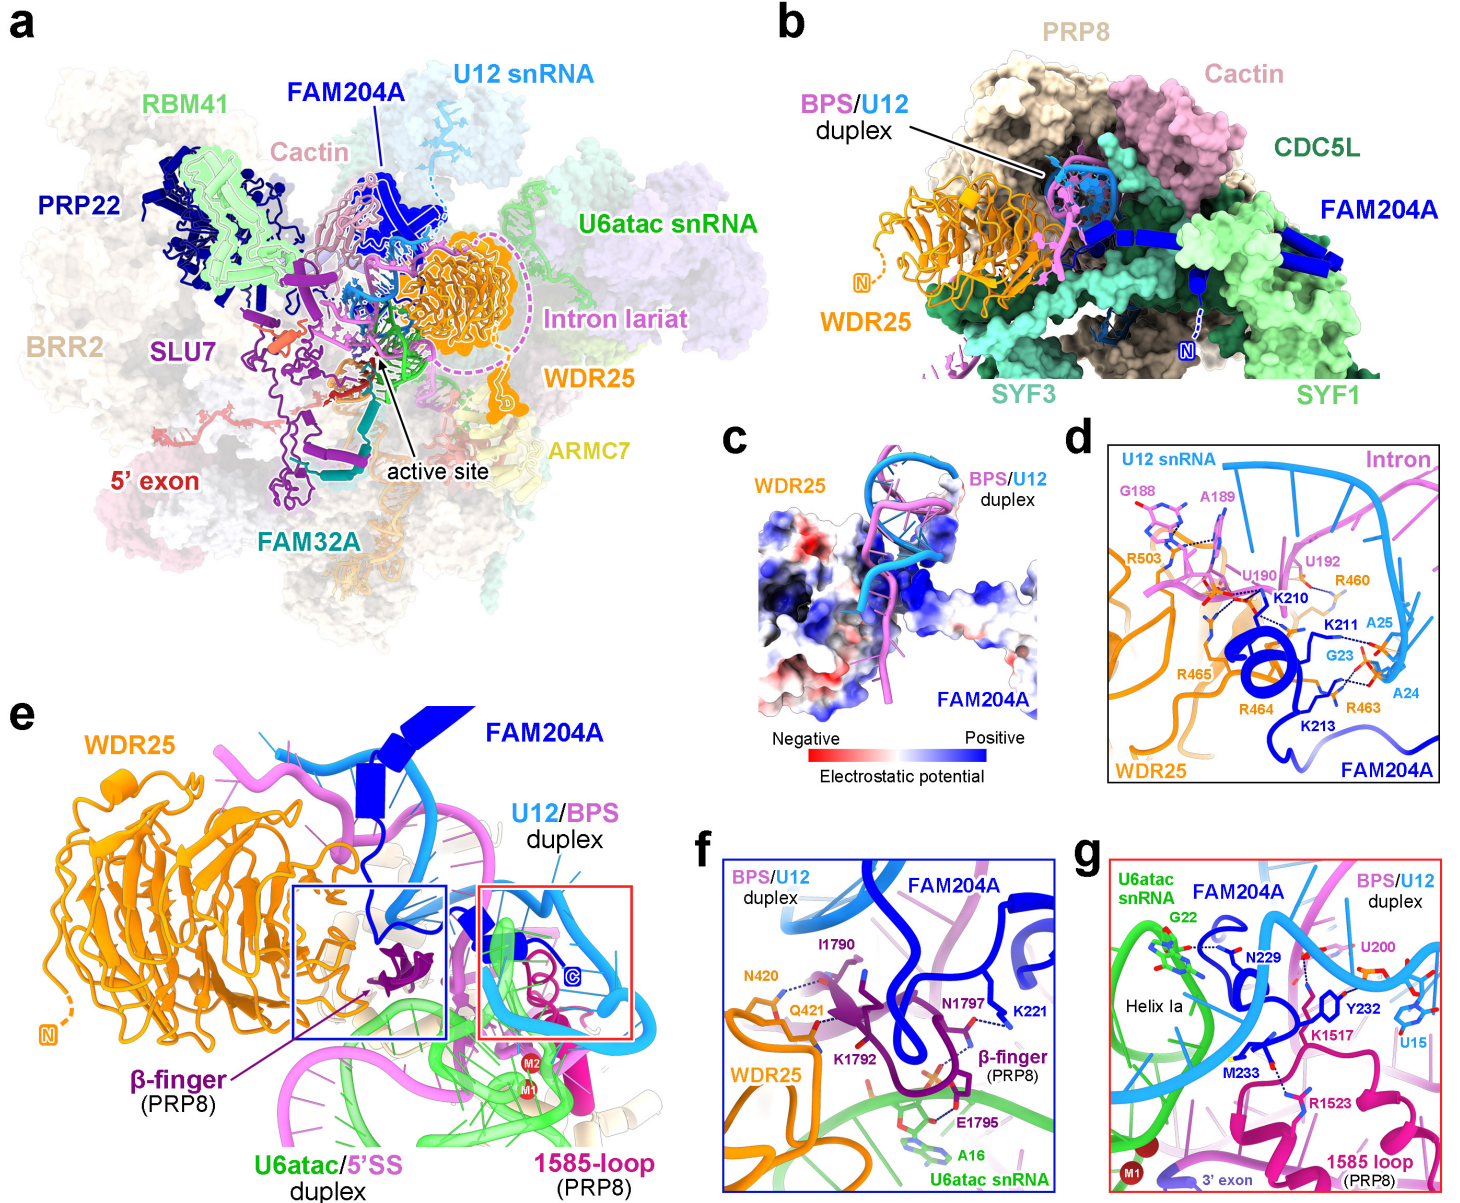 a
U12 snRNA
FAM204A
RBM41
Cactin
PRP22
U6atac snRNA
Intron lariat
BRR2
SLU7
WDR25
ARMC7
active site
5’ exon
FAM32A
b
PRP8
Cactin
BPS/U12
duplex
CDC5L
FAM204A
N
WDR25
N
SYF3
SYF1
c
WDR25
BPS/U12
duplex
FAM204A
Negative
Positive
Electrostatic potential
d
U12 snRNA
Intron
G188
A189
R503
U192
U190
R460
K210
K211
A25
G23
R465
A24
R464
R463
K213
WDR25
FAM204A
e
WDR25
FAM204A
U12/BPS
duplex
C
N
β-finger
(PRP8)
M2
M1
U6atac/5’SS
duplex
1585-loop
(PRP8)
f
BPS/U12
duplex
FAM204A
I1790
N420
Q421
N1797
K221
K1792
β-finger
(PRP8)
WDR25
E1795
A16
U6atac snRNA
g
U6atac
snRNA
FAM204A
BPS/U12
duplex
G22
U200
N229
Helix Ia
Y232
K1517
U15
M233
R1523
M1
3’ exon
1585 loop
(PRP8)